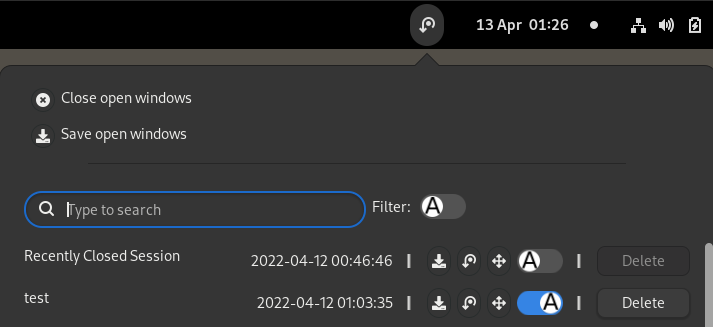 13 Apr 01:26
Close open windows
Save open windows
Type to search
Filter: A
Recently Closed Session 2022-04-12 00:46:46 | A | Delete
test 2022-04-12 01:03:35 | A | Delete